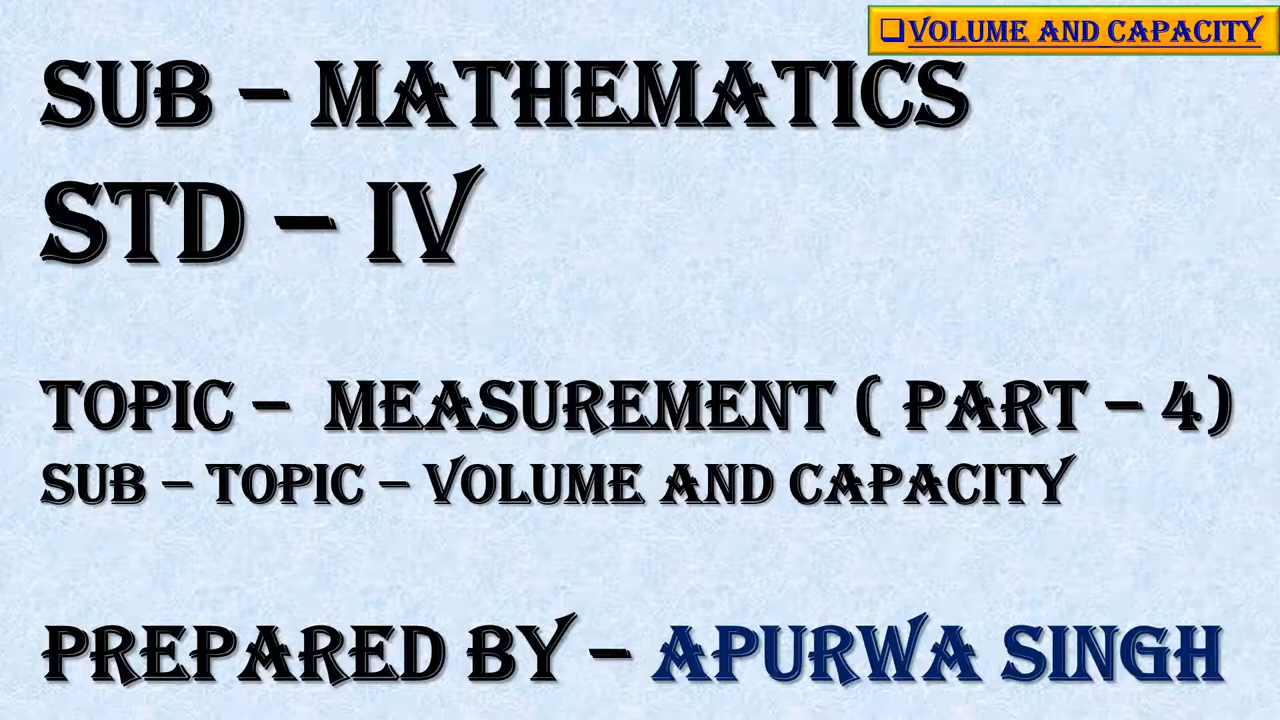 ❑VOLUME AND CAPACITY
SUB – MATHEMATICS
STD – IV
TOPIC – MEASUREMENT ( PART – 4)
SUB – TOPIC – VOLUME AND CAPACITY
PREPARED BY – APURWA SINGH